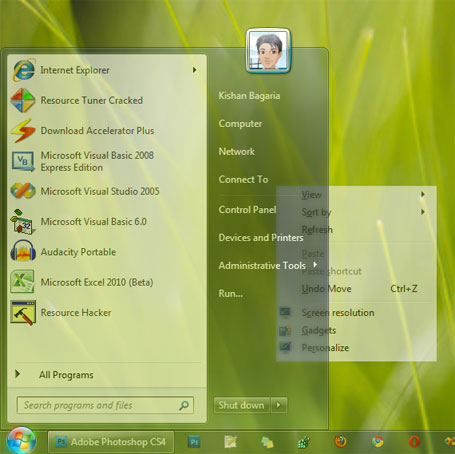 Internet Explorer
Resource Tuner Cracked
Download Accelerator Plus
Microsoft Visual Basic 2008
Express Edition
Microsoft Visual Studio 2005
Microsoft Visual Basic 6.0
Audacity Portable
Microsoft Excel 2010 (Beta)
Resource Hacker
All Programs
Search programs and files
Kishan Bagaria
Computer
Network
Connect To
Control Panel
Devices and Printers
Administrative Tools
Run...
Shut down
View
Sort by
Refresh
Paste
Paste shortcut
Undo Move Ctrl+Z
Screen resolution
Gadgets
Personalize
Adobe Photoshop CS4